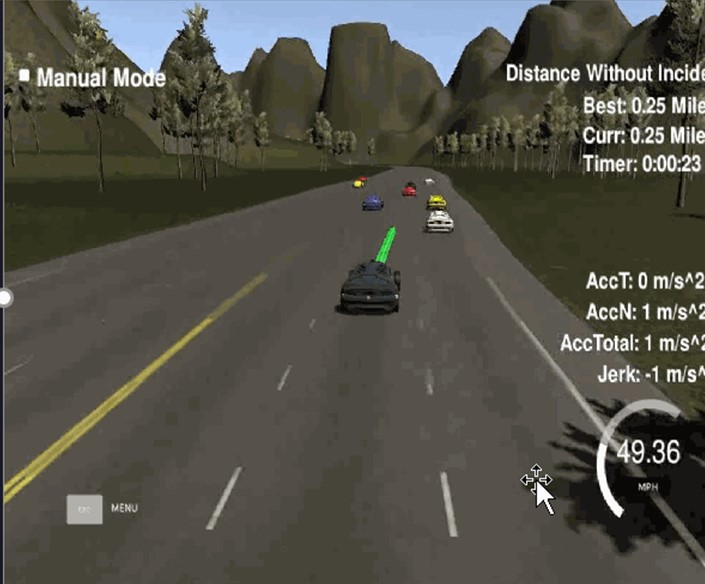 Manual Mode
Distance Without Incide
Best: 0.25 Mile
Curr: 0.25 Mile
Timer: 0:00:23
AccT: 0 m/s^2
AccN: 1 m/s^2
AccTotal: 1 m/s^2
Jerk: -1 m/s^
49.36
MPH
MENU